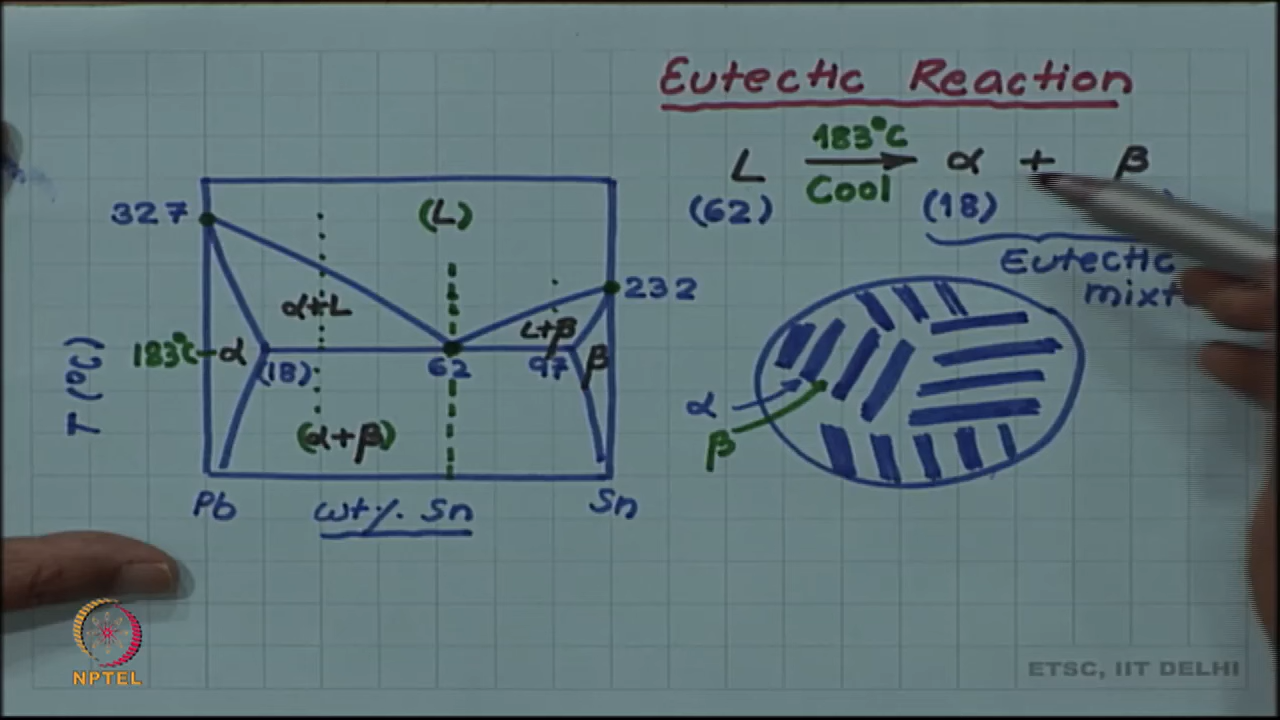 Eutectic Reaction
L 183°C Cool α + β
(62) (18)
Eutectic
mixt
327
(L)
232
α+L
L+β
183°C
α
(18)
62
97
β
T (°C)
(α+β)
α
β
Pb
wt% Sn
Sn
NPTEL
ETSC, IIT DELHI